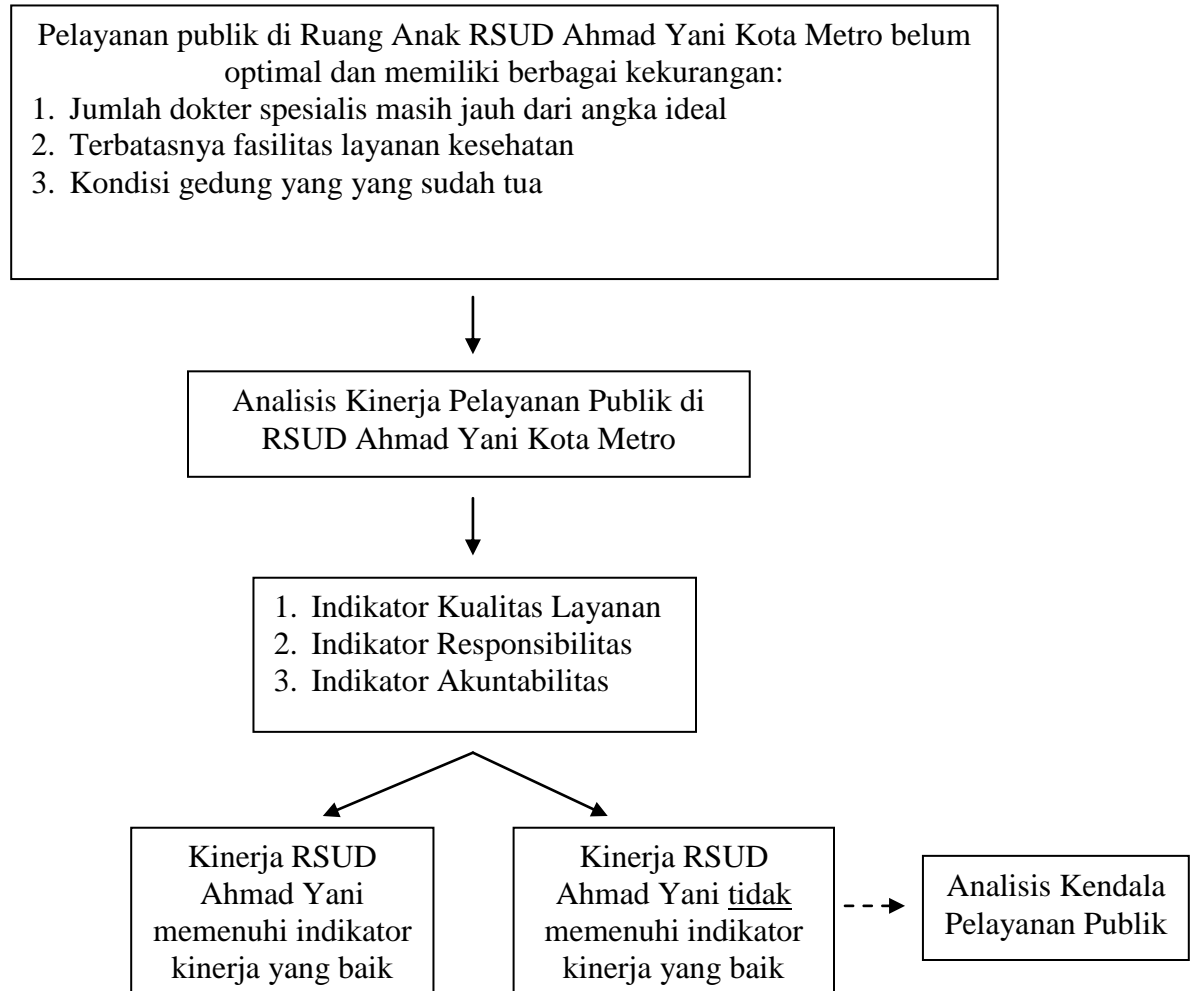 Pelayanan publik di Ruang Anak RSUD Ahmad Yani Kota Metro belum
optimal dan memiliki berbagai kekurangan:
1. Jumlah dokter spesialis masih jauh dari angka ideal
2. Terbatasnya fasilitas layanan kesehatan
3. Kondisi gedung yang yang sudah tua
Analisis Kinerja Pelayanan Publik di
RSUD Ahmad Yani Kota Metro
1. Indikator Kualitas Layanan
2. Indikator Responsibilitas
3. Indikator Akuntabilitas
Kinerja RSUD
Ahmad Yani
memenuhi indikator
kinerja yang baik
Kinerja RSUD
Ahmad Yani tidak
memenuhi indikator
kinerja yang baik
Analisis Kendala
Pelayanan Publik